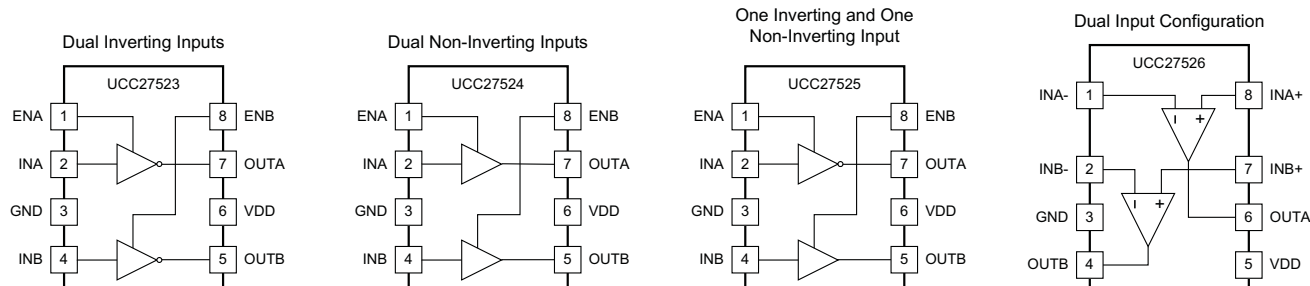 Dual Inverting Inputs
UCC27523
ENA 1 8 ENB
INA 2 7 OUTA
GND 3 6 VDD
INB 4 5 OUTB
Dual Non-Inverting Inputs
UCC27524
ENA 1 8 ENB
INA 2 7 OUTA
GND 3 6 VDD
INB 4 5 OUTB
One Inverting and One
Non-Inverting Input
UCC27525
ENA 1 8 ENB
INA 2 7 OUTA
GND 3 6 VDD
INB 4 5 OUTB
Dual Input Configuration
UCC27526
INA- 1 8 INA+
- +
INB- 2 7 INB+
- +
GND 3 6 OUTA
OUTB 4 5 VDD